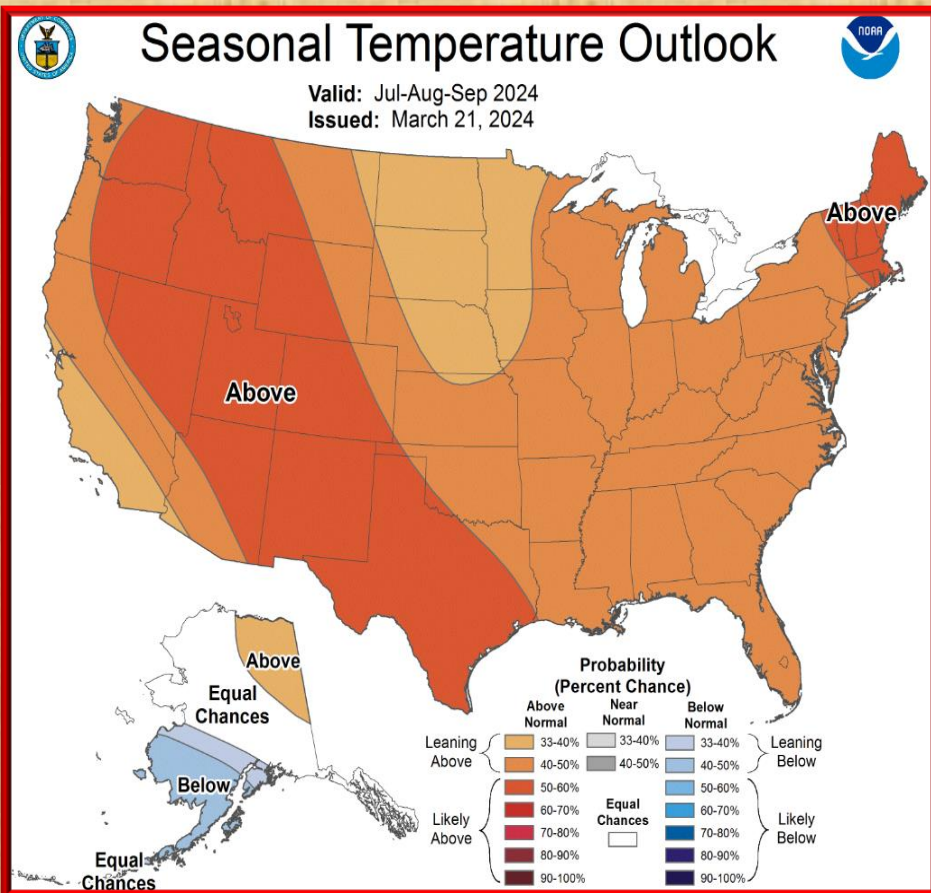 Seasonal Temperature Outlook
NOAA
Valid: Jul-Aug-Sep 2024
Issued: March 21, 2024
Above
Above
Above
Equal
Chances
Below
Equal
Chances
Probability
(Percent Chance)
Above
Normal
Near
Normal
Below
Normal
Leaning
Above
33-40%
33-40%
33-40%
Leaning
Below
40-50%
40-50%
40-50%
Likely
Above
50-60%
50-60%
60-70%
Equal
Chances
60-70%
70-80%
70-80%
Likely
Below
80-90%
80-90%
90-100%
90-100%